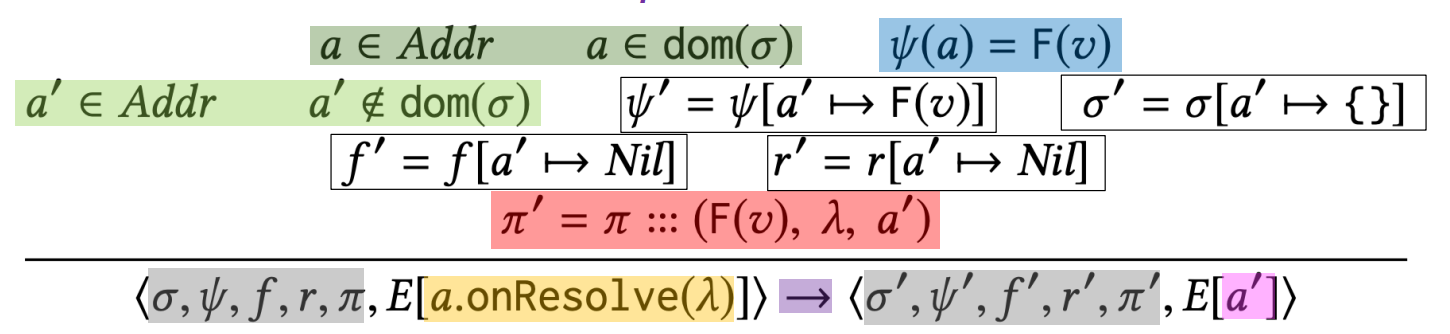 a ∈ Addr a ∈ dom(σ) ψ(a) = F(v)
a′ ∈ Addr a′ ∉ dom(σ) ψ′ = ψ[a′ ↦ F(v)] σ′ = σ[a′ ↦ {}]
f′ = f[a′ ↦ Nil] r′ = r[a′ ↦ Nil]
π′ = π ::: (F(v), λ, a′)
⟨σ, ψ, f, r, π, E[a.onResolve(λ)]⟩ → ⟨σ′, ψ′, f′, r′, π′, E[a′]⟩